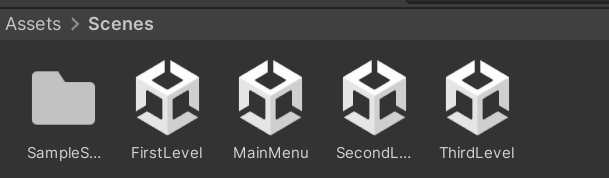 Assets > Scenes
SampleS... FirstLevel MainMenu SecondL... ThirdLevel